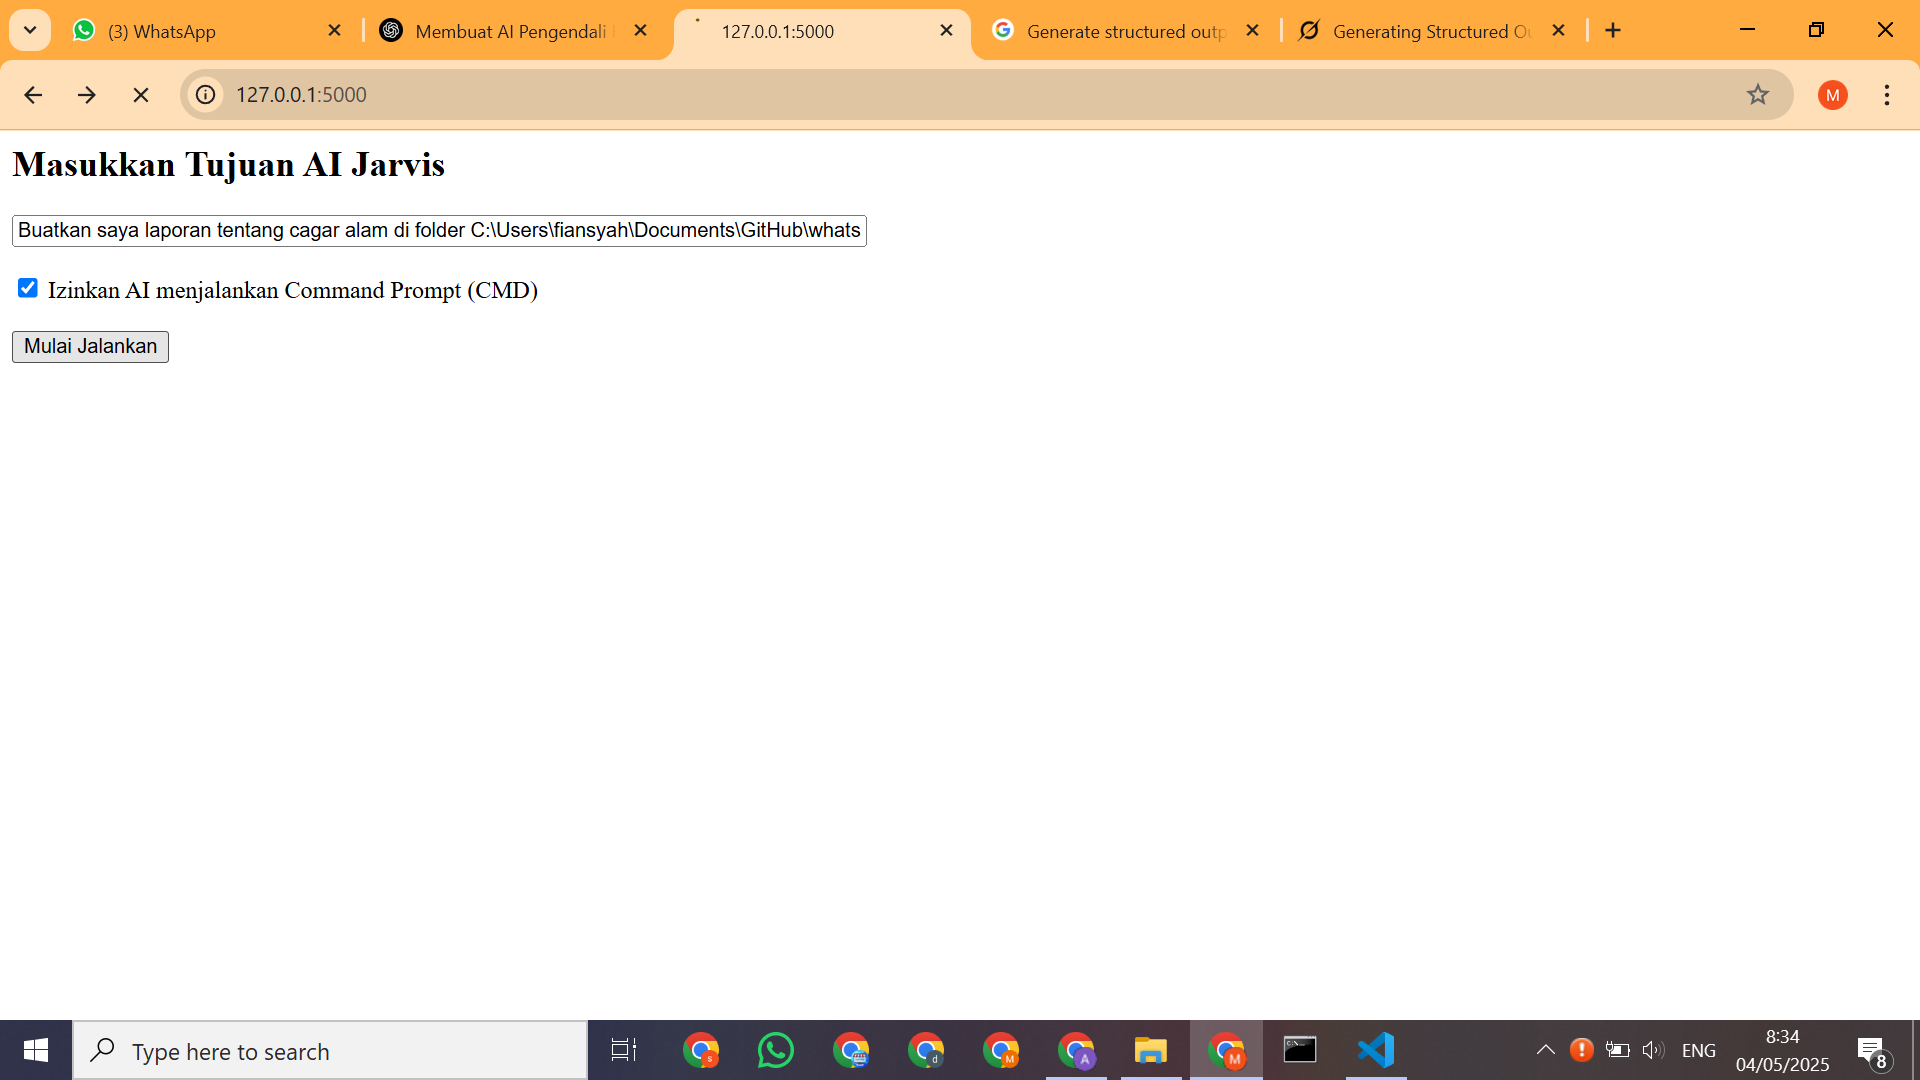 (3) WhatsApp
Membuat AI Pengendali
127.0.0.1:5000
Generate structured outp
Generating Structured Ou
127.0.0.1:5000
M
Masukkan Tujuan AI Jarvis
Buatkan saya laporan tentang cagar alam di folder C:\Users\fiansyah\Documents\GitHub\whats
Izinkan AI menjalankan Command Prompt (CMD)
Mulai Jalankan
Type here to search
s
d
M
A
M
ENG
8:34
04/05/2025
8